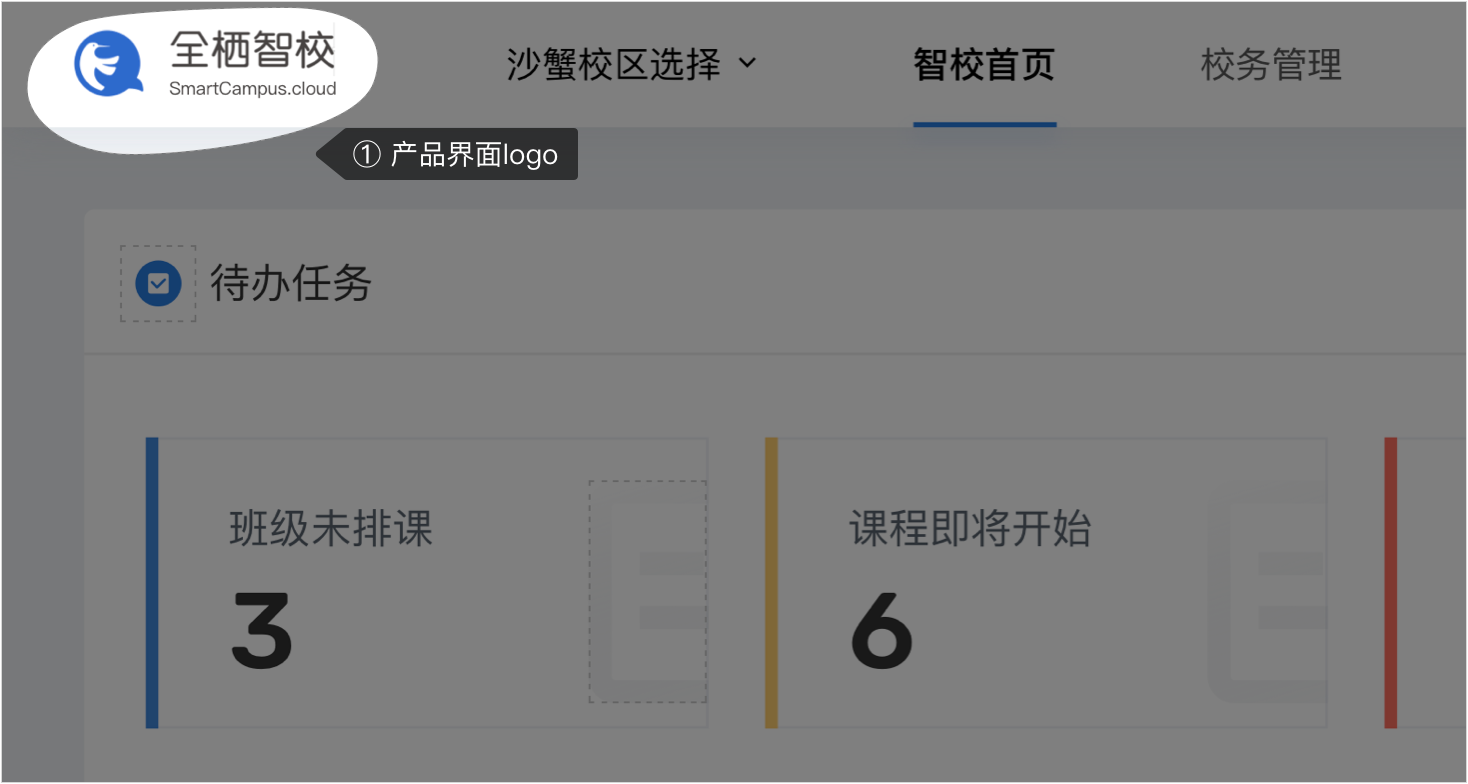 全栖智校
SmartCampus.cloud
沙蟹校区选择
智校首页
校务管理
① 产品界面logo
待办任务
班级未排课
3
课程即将开始
6